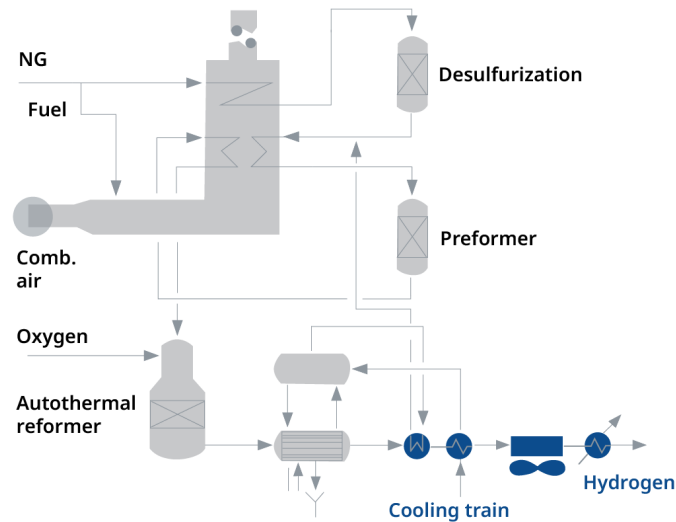 NG
Desulfurization
Fuel
Preformer
Comb.
air
Oxygen
Autothermal
reformer
Hydrogen
Cooling train